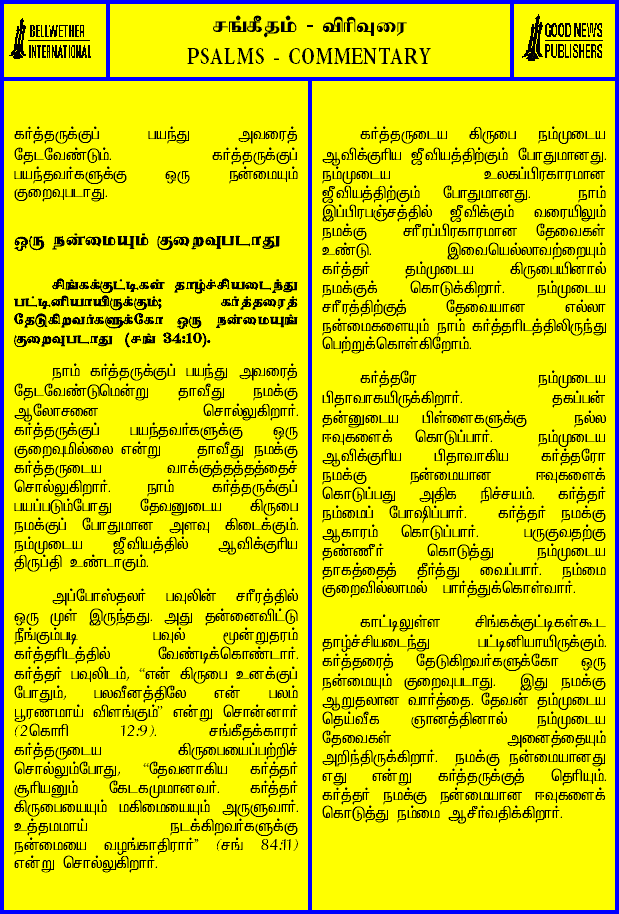 BELLWETHER
INTERNATIONAL
சங்கீதம் - விரிவுரை
PSALMS - COMMENTARY
GOOD NEWS
PUBLISHERS
கர்த்தருக்குப் பயந்து அவரைத்
தேடவேண்டும். கர்த்தருக்குப்
பயந்தவர்களுக்கு ஒரு நன்மையும்
குறைவுபடாது.
ஒரு நன்மையும் குறைவுபடாது
சிங்கக்குட்டிகள் தாழ்ச்சியடைந்து
பட்டினியாயிருக்கும்; கர்த்தரைத்
தேடுகிறவர்களுக்கோ ஒரு நன்மையுங்
குறைவுபடாது (சங் 34:10).
நாம் கர்த்தருக்குப் பயந்து அவரைத்
தேடவேண்டுமென்று தாவீது நமக்கு
ஆலோசனை சொல்லுகிறார்.
கர்த்தருக்குப் பயந்தவர்களுக்கு ஒரு
குறைவுமில்லை என்று தாவீது நமக்கு
கர்த்தருடைய வாக்குத்தத்தத்தைச்
சொல்லுகிறார். நாம் கர்த்தருக்குப்
பயப்படும்போது தேவனுடைய கிருபை
நமக்குப் போதுமான அளவு கிடைக்கும்.
நம்முடைய ஜீவியத்தில் ஆவிக்குரிய
திருப்தி உண்டாகும்.
அப்போஸ்தலர் பவுலின் சரீரத்தில்
ஒரு முள் இருந்தது. அது தன்னைவிட்டு
நீங்கும்படி பவுல் மூன்றுதரம்
கர்த்தரிடத்தில் வேண்டிக்கொண்டார்.
கர்த்தர் பவுலிடம், “என் கிருபை உனக்குப்
போதும், பலவீனத்திலே என் பலம்
பூரணமாய் விளங்கும்” என்று சொன்னார்
(2கொரி 12:9). சங்கீதக்காரர்
கர்த்தருடைய கிருபையைப்பற்றிச்
சொல்லும்போது, “தேவனாகிய கர்த்தர்
சூரியனும் கேடகமுமானவர். கர்த்தர்
கிருபையையும் மகிமையையும் அருளுவார்.
உத்தமமாய் நடக்கிறவர்களுக்கு
நன்மையை வழங்காதிரார்” (சங் 84:11)
என்று சொல்லுகிறார்.
கர்த்தருடைய கிருபை நம்முடைய
ஆவிக்குரிய ஜீவியத்திற்கும் போதுமானது.
நம்முடைய உலகப்பிரகாரமான
ஜீவியத்திற்கும் போதுமானது. நாம்
இப்பிரபஞ்சத்தில் ஜீவிக்கும் வரையிலும்
நமக்கு சரீரப்பிரகாரமான தேவைகள்
உண்டு. இவையெல்லாவற்றையும்
கர்த்தர் தம்முடைய கிருபையினால்
நமக்குக் கொடுக்கிறார். நம்முடைய
சரீரத்திற்குத் தேவையான எல்லா
நன்மைகளையும் நாம் கர்த்தரிடத்திலிருந்து
பெற்றுக்கொள்கிறோம்.
கர்த்தரே நம்முடைய
பிதாவாகயிருக்கிறார். தகப்பன்
தன்னுடைய பிள்ளைகளுக்கு நல்ல
ஈவுகளைக் கொடுப்பார். நம்முடைய
ஆவிக்குரிய பிதாவாகிய கர்த்தரோ
நமக்கு நன்மையான ஈவுகளைக்
கொடுப்பது அதிக நிச்சயம். கர்த்தர்
நம்மைப் போஷிப்பார். கர்த்தர் நமக்கு
ஆகாரம் கொடுப்பார். பருகுவதற்கு
தண்ணீர் கொடுத்து நம்முடைய
தாகத்தைத் தீர்த்து வைப்பார். நம்மை
குறைவில்லாமல் பார்த்துக்கொள்வார்.
காட்டிலுள்ள சிங்கக்குட்டிகள்கூட
தாழ்ச்சியடைந்து பட்டினியாயிருக்கும்.
கர்த்தரைத் தேடுகிறவர்களுக்கோ ஒரு
நன்மையும் குறைவுபடாது. இது நமக்கு
ஆறுதலான வார்த்தை. தேவன் தம்முடைய
தெய்வீக ஞானத்தினால் நம்முடைய
தேவைகள் அனைத்தையும்
அறிந்திருக்கிறார். நமக்கு நன்மையானது
எது என்று கர்த்தருக்குத் தெரியும்.
கர்த்தர் நமக்கு நன்மையான ஈவுகளைக்
கொடுத்து நம்மை ஆசீர்வதிக்கிறார்.